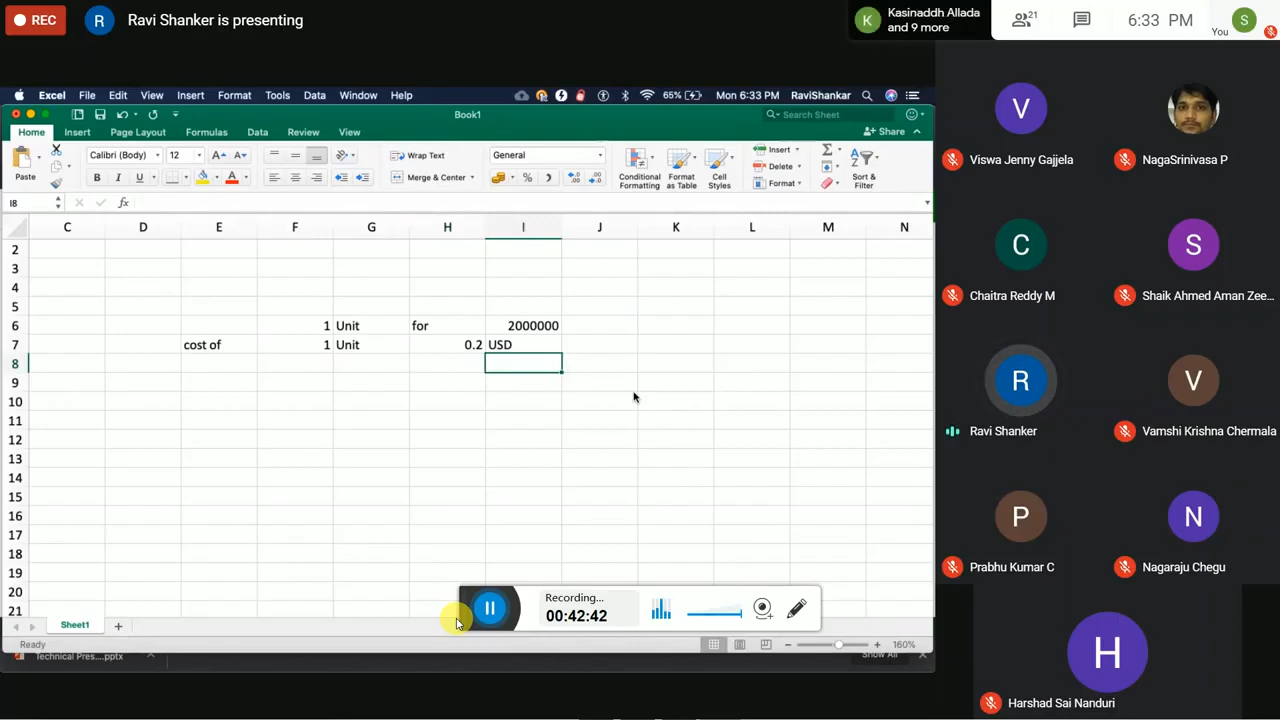 REC
R
Ravi Shanker is presenting
K
Kasinaddh Allada
and 9 more
21
6:33 PM
You
S
Excel File Edit View Insert Format Tools Data Window Help
65%
Mon 6:33 PM RaviShankar
Book1
Search Sheet
Home Insert Page Layout Formulas Data Review View
Share
Paste
Calibri (Body) 12
B I U
Wrap Text
Merge & Center
General
Conditional
Formatting
Format
as Table
Cell
Styles
Insert
Delete
Format
Sort &
Filter
I8
fx
C D E F G H I J K L M N
2
3
4
5
6 1 Unit for 2000000
7 cost of 1 Unit 0.2 USD
8
9
10
11
12
13
14
15
16
17
18
19
20
21
Sheet1
Ready
160%
Technical Pres....pptx
Show All
Recording...
00:42:42
V
Viswa Jenny Gajjela
NagaSrinivasa P
C
Chaitra Reddy M
S
Shaik Ahmed Aman Zee...
R
Ravi Shanker
V
Vamshi Krishna Chermala
P
Prabhu Kumar C
N
Nagaraju Chegu
H
Harshad Sai Nanduri